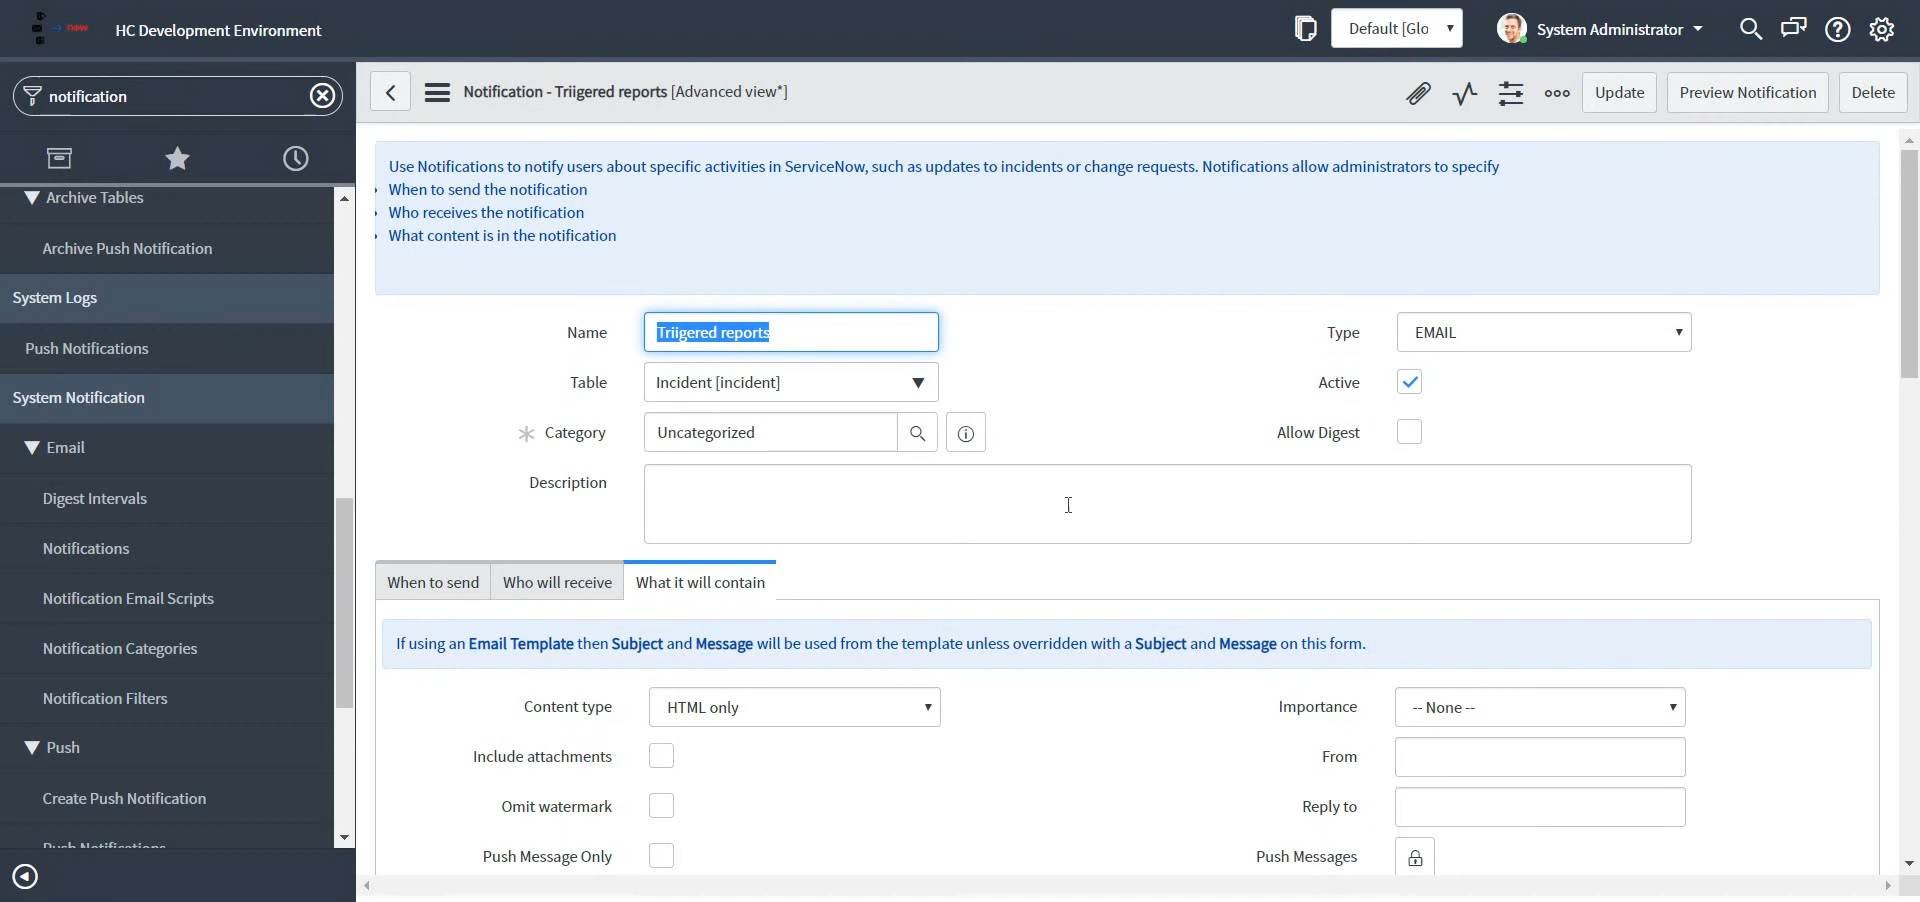 now
HC Development Environment
Default [Glo
System Administrator
notification
Notification - Triigered reports [Advanced view*]
Update
Preview Notification
Delete
Archive Tables
Archive Push Notification
System Logs
Push Notifications
System Notification
Email
Digest Intervals
Notifications
Notification Email Scripts
Notification Categories
Notification Filters
Push
Create Push Notification
Push Notifications
Use Notifications to notify users about specific activities in ServiceNow, such as updates to incidents or change requests. Notifications allow administrators to specify
When to send the notification
Who receives the notification
What content is in the notification
Name
Triigered reports
Type
EMAIL
Table
Incident [incident]
Active
Category
Uncategorized
Allow Digest
Description
When to send
Who will receive
What it will contain
If using an Email Template then Subject and Message will be used from the template unless overridden with a Subject and Message on this form.
Content type
HTML only
Importance
-- None --
Include attachments
From
Omit watermark
Reply to
Push Message Only
Push Messages